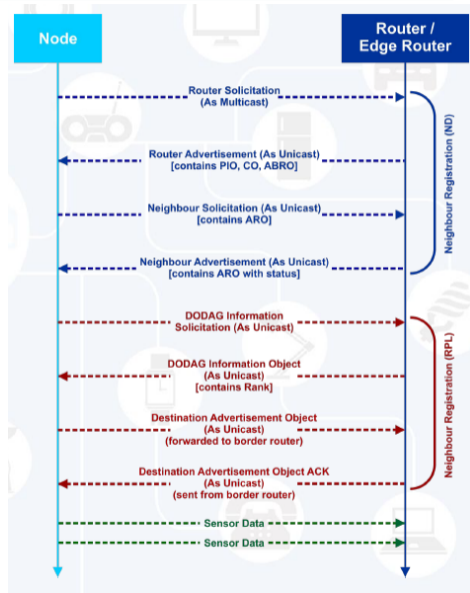 Node
Router /
Edge Router
Router Solicitation
(As Multicast)
Router Advertisement (As Unicast)
[contains PIO, CO, ABRO]
Neighbour Solicitation (As Unicast)
[contains ARO]
Neighbour Advertisement (As Unicast)
[contains ARO with status]
Neighbour Registration (ND)
DODAG Information
Solicitation (As Unicast)
DODAG Information Object
(As Unicast)
[contains Rank]
Destination Advertisement Object
(As Unicast)
(forwarded to border router)
Destination Advertisement Object ACK
(As Unicast)
(sent from border router)
Neighbour Registration (RPL)
Sensor Data
Sensor Data